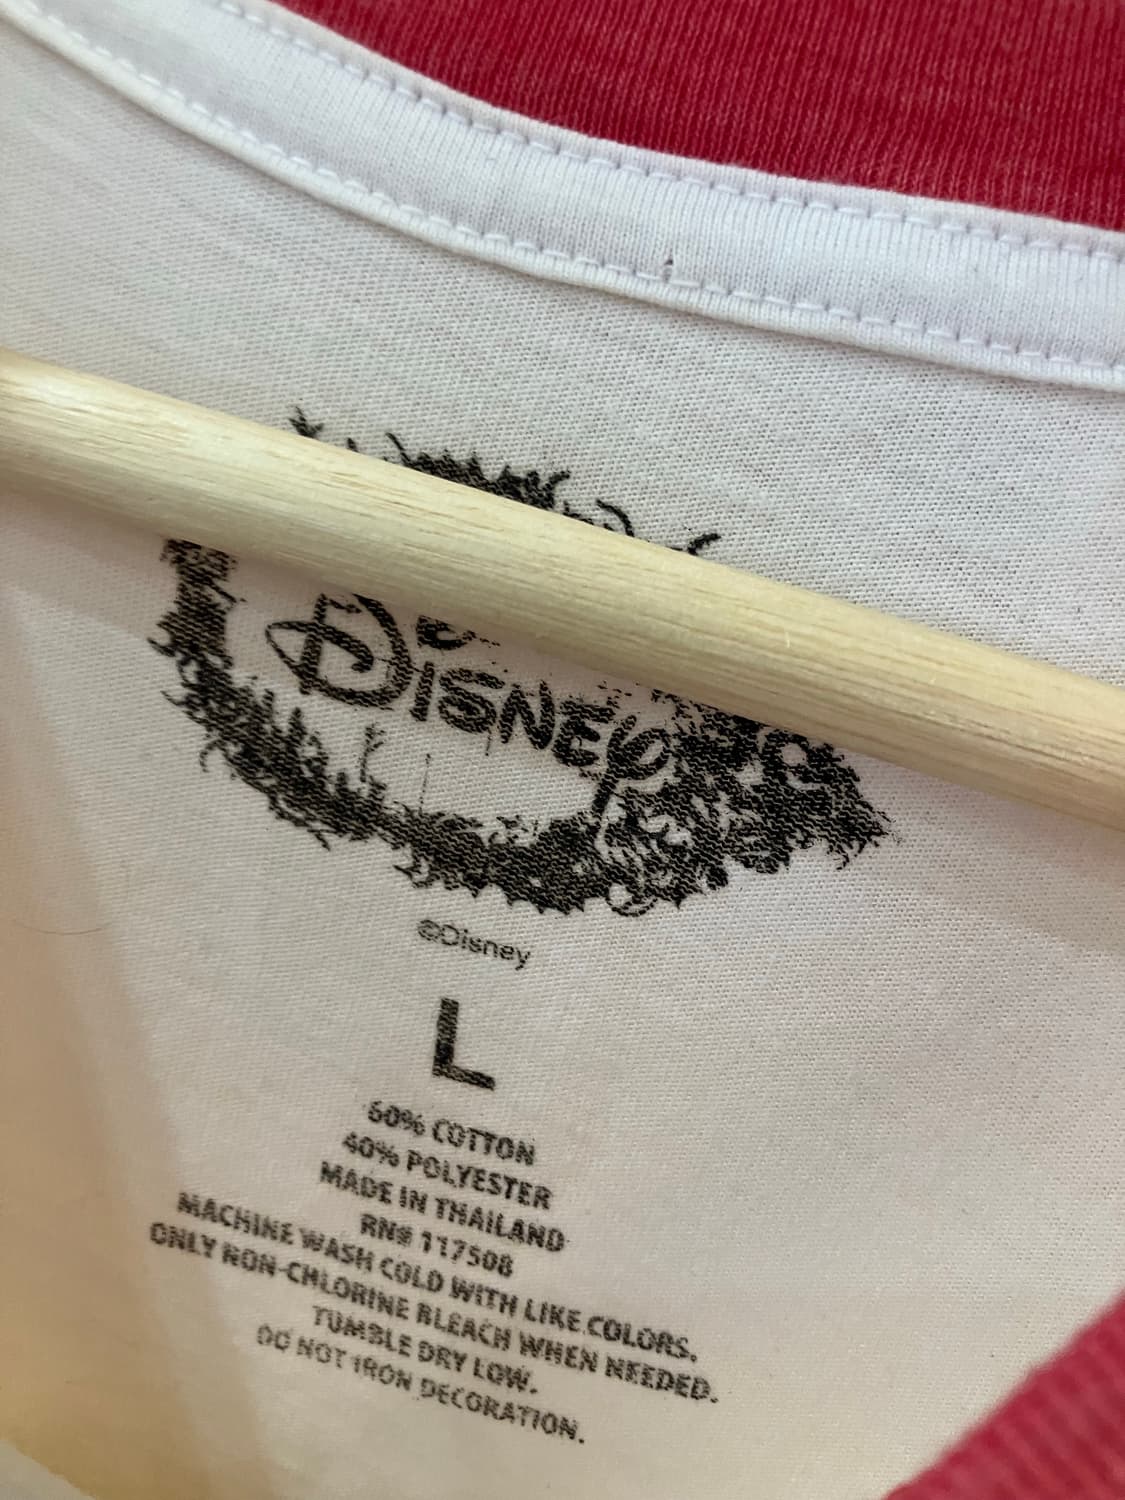 Disney
©Disney
L
60% COTTON
40% POLYESTER
MADE IN THAILAND
RN# 117508
MACHINE WASH COLD WITH LIKE COLORS.
ONLY NON-CHLORINE BLEACH WHEN NEEDED.
TUMBLE DRY LOW.
DO NOT IRON DECORATION.